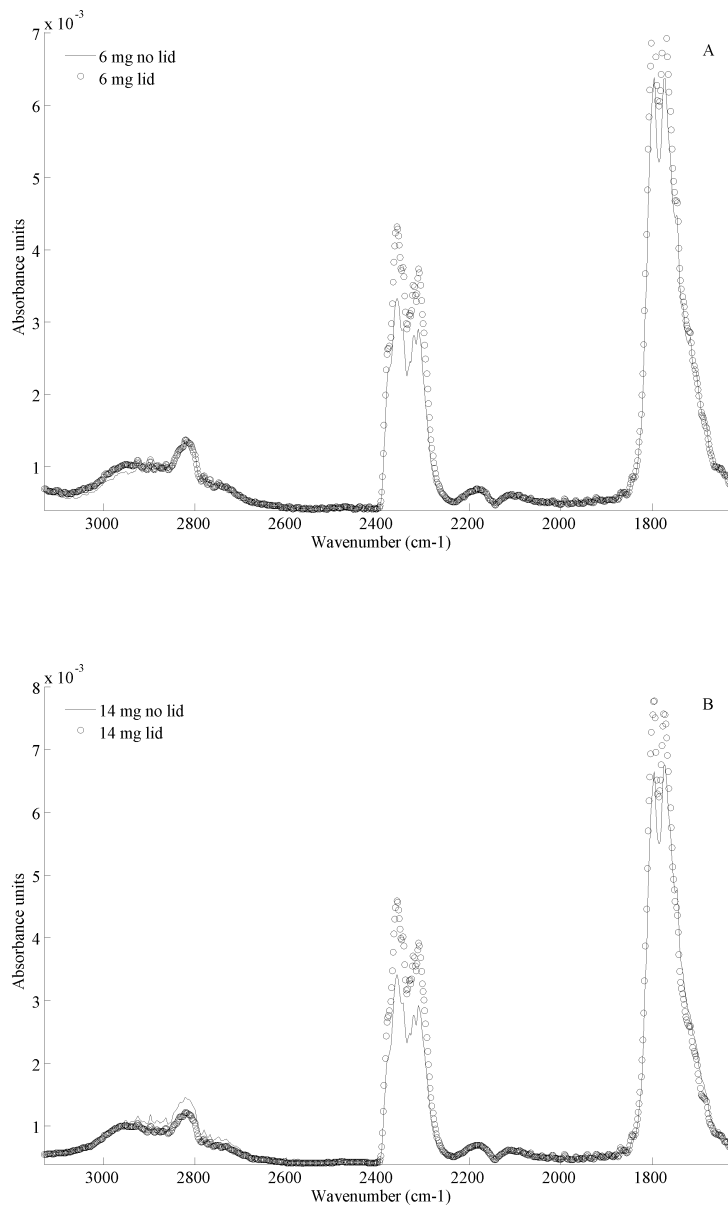 x 10-3
7
A
6 mg no lid
6 mg lid
6
5
4
3
2
1
Absorbance units
3000 2800 2600 2400 2200 2000 1800
Wavenumber (cm-1)
x 10-3
8
B
14 mg no lid
14 mg lid
7
6
5
4
3
2
1
Absorbance units
3000 2800 2600 2400 2200 2000 1800
Wavenumber (cm-1)